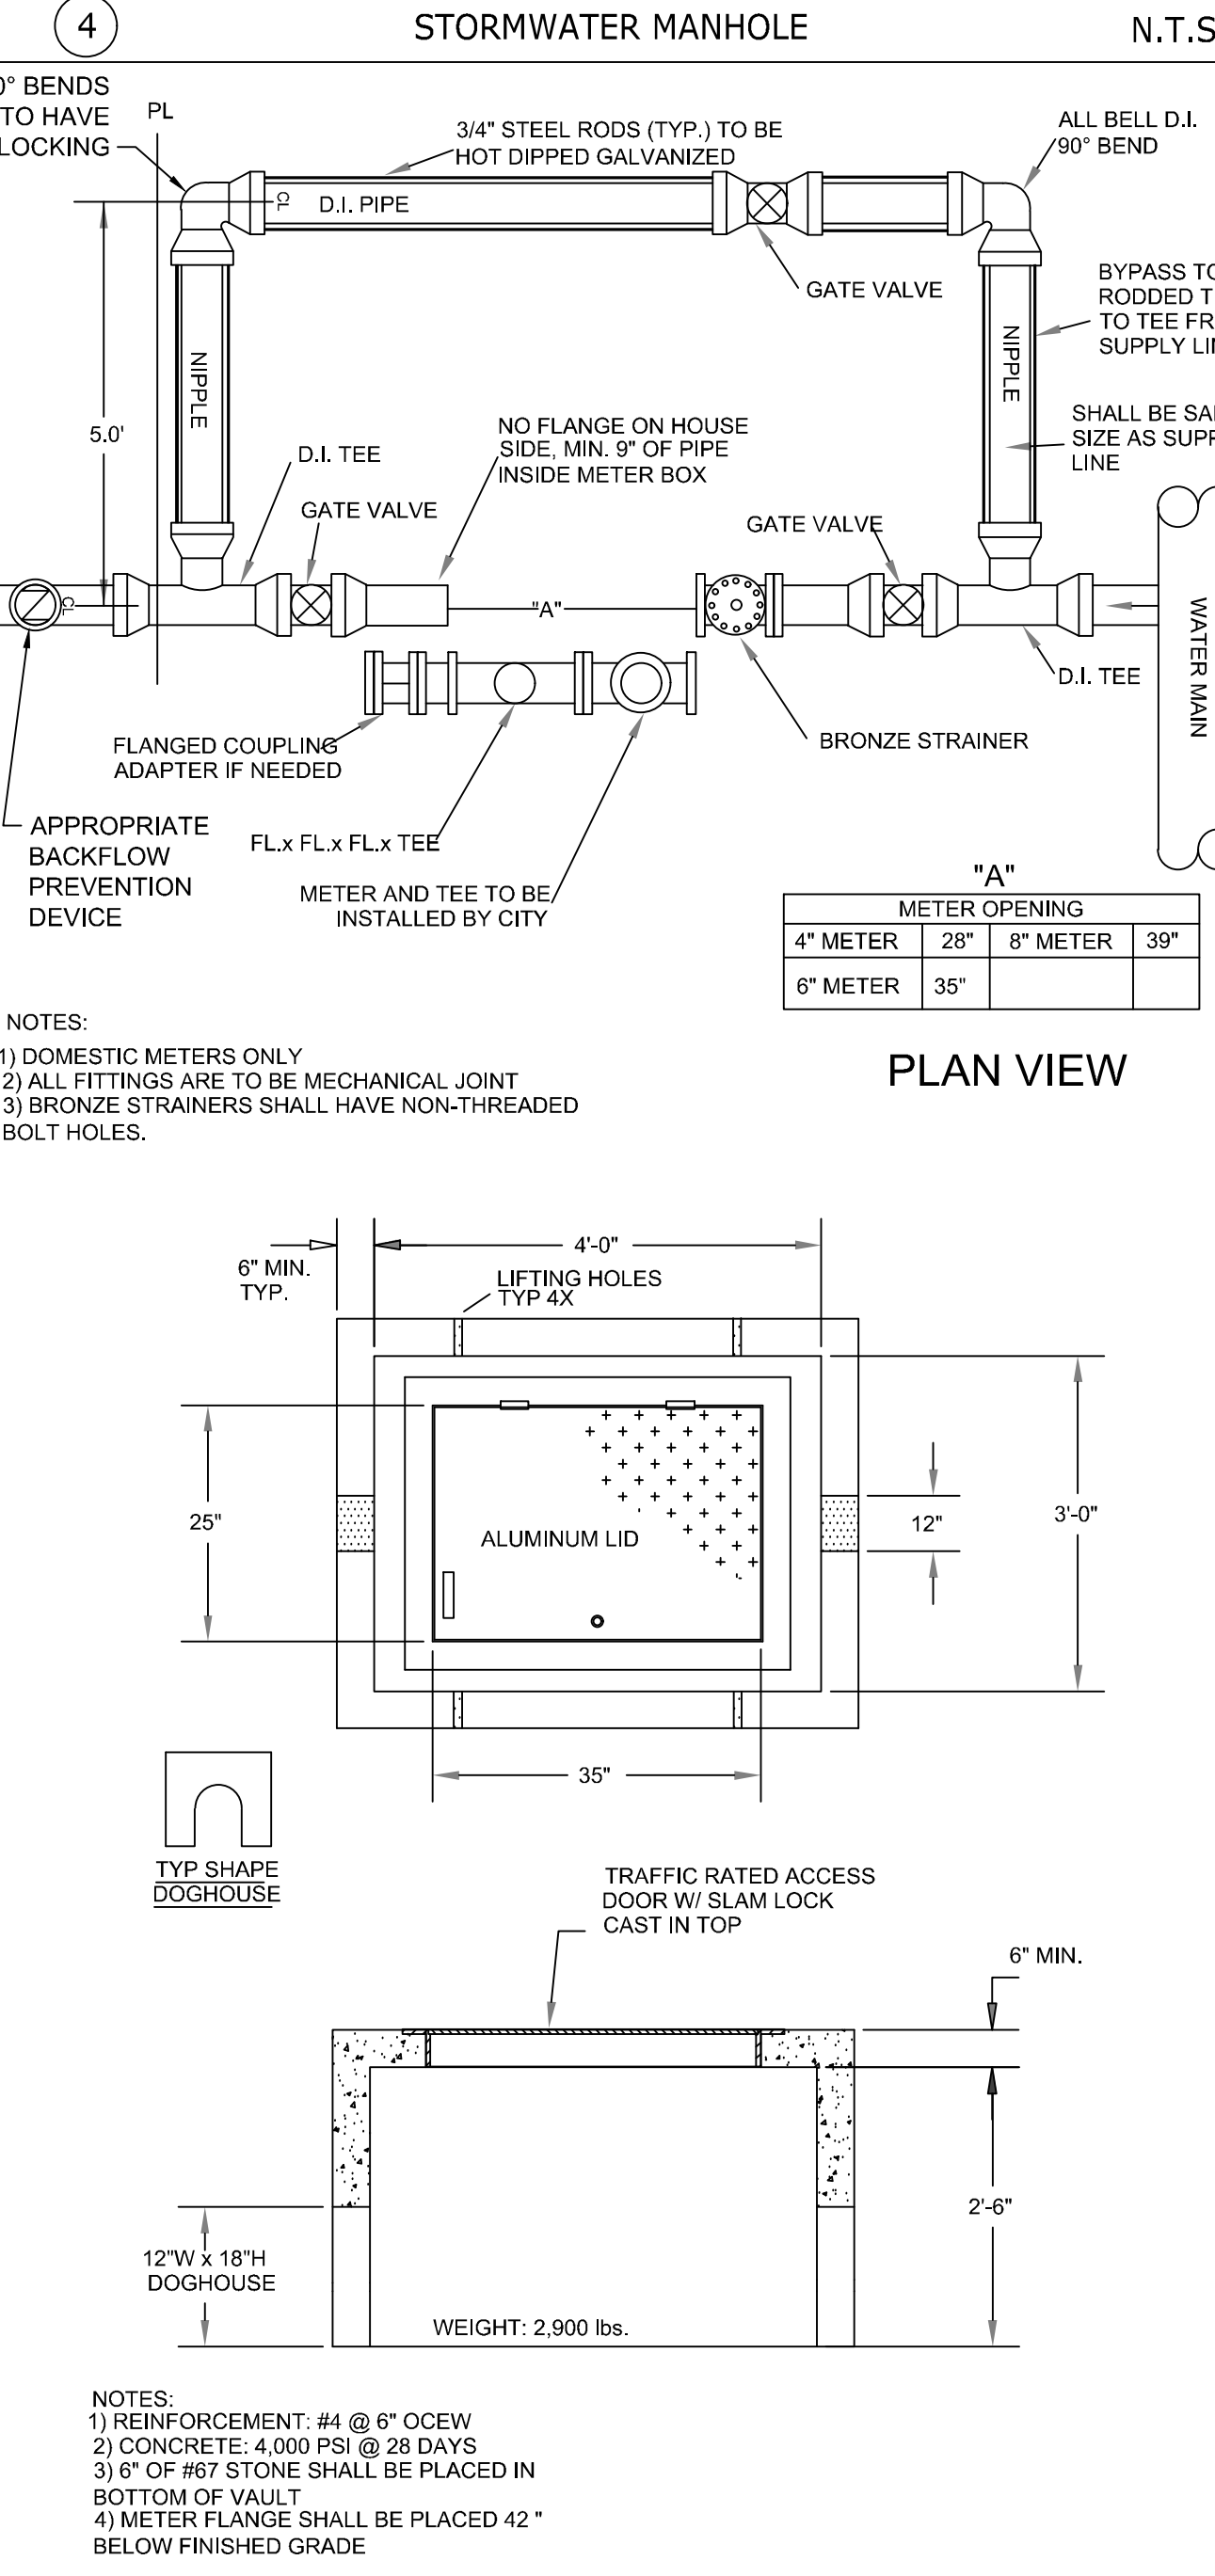 4
STORMWATER MANHOLE
N.T.S
BENDS
TO HAVE
LOCKING
PL
3/4" STEEL RODS (TYP.) TO BE
HOT DIPPED GALVANIZED
ALL BELL D.I.
90° BEND
CL
D.I. PIPE
GATE VALVE
BYPASS TO
RODDED
TO TEE
SUPPLY
NIPPLE
NIPPLE
5.0'
SHALL BE
SIZE AS
LINE
NO FLANGE ON HOUSE
SIDE, MIN. 9" OF PIPE
INSIDE METER BOX
D.I. TEE
GATE VALVE
GATE VALVE
CL
"A"
WATER MAIN
D.I. TEE
BRONZE STRAINER
FLANGED COUPLING
ADAPTER IF NEEDED
APPROPRIATE
BACKFLOW
PREVENTION
DEVICE
FL.x FL.x FL.x TEE
METER AND TEE TO BE
INSTALLED BY CITY
"A"
METER OPENING
4" METER 28" 8" METER 39"
6" METER 35"
NOTES:
1) DOMESTIC METERS ONLY
2) ALL FITTINGS ARE TO BE MECHANICAL JOINT
3) BRONZE STRAINERS SHALL HAVE NON-THREADED
BOLT HOLES.
PLAN VIEW
4'-0"
6" MIN.
TYP.
LIFTING HOLES
TYP 4X
25"
ALUMINUM LID
12"
3'-0"
35"
TYP SHAPE
DOGHOUSE
TRAFFIC RATED ACCESS
DOOR W/ SLAM LOCK
CAST IN TOP
6" MIN.
2'-6"
12"W x 18"H
DOGHOUSE
WEIGHT: 2,900 lbs.
NOTES:
1) REINFORCEMENT: #4 @ 6" OCEW
2) CONCRETE: 4,000 PSI @ 28 DAYS
3) 6" OF #67 STONE SHALL BE PLACED IN
BOTTOM OF VAULT
4) METER FLANGE SHALL BE PLACED 42 "
BELOW FINISHED GRADE